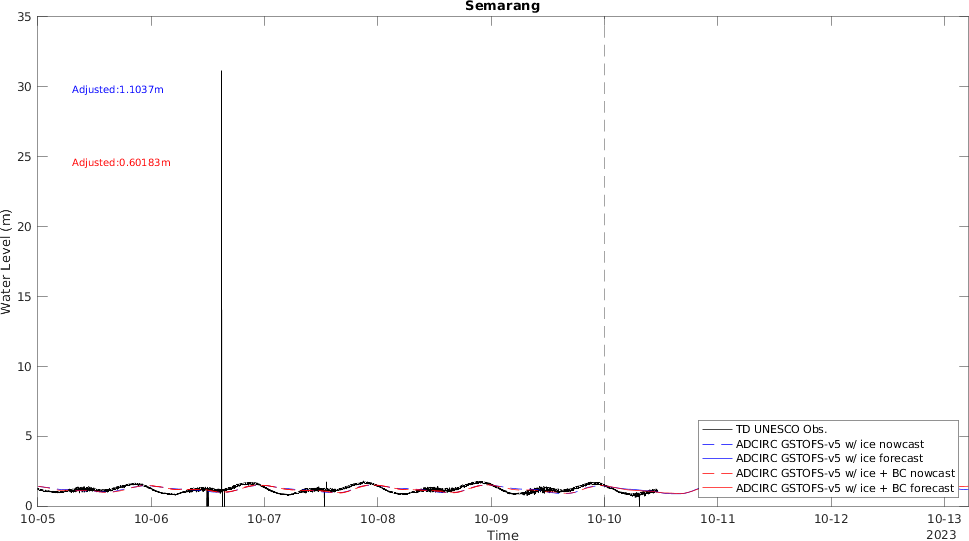 Semarang
35
30
25
20
15
10
5
0
Water Level (m)
Adjusted:1.1037m
Adjusted:0.60183m
TD UNESCO Obs.
ADCIRC GSTOFS-v5 w/ ice nowcast
ADCIRC GSTOFS-v5 w/ ice forecast
ADCIRC GSTOFS-v5 w/ ice + BC nowcast
ADCIRC GSTOFS-v5 w/ ice + BC forecast
10-05 10-06 10-07 10-08 10-09 10-10 10-11 10-12 10-13
2023
Time